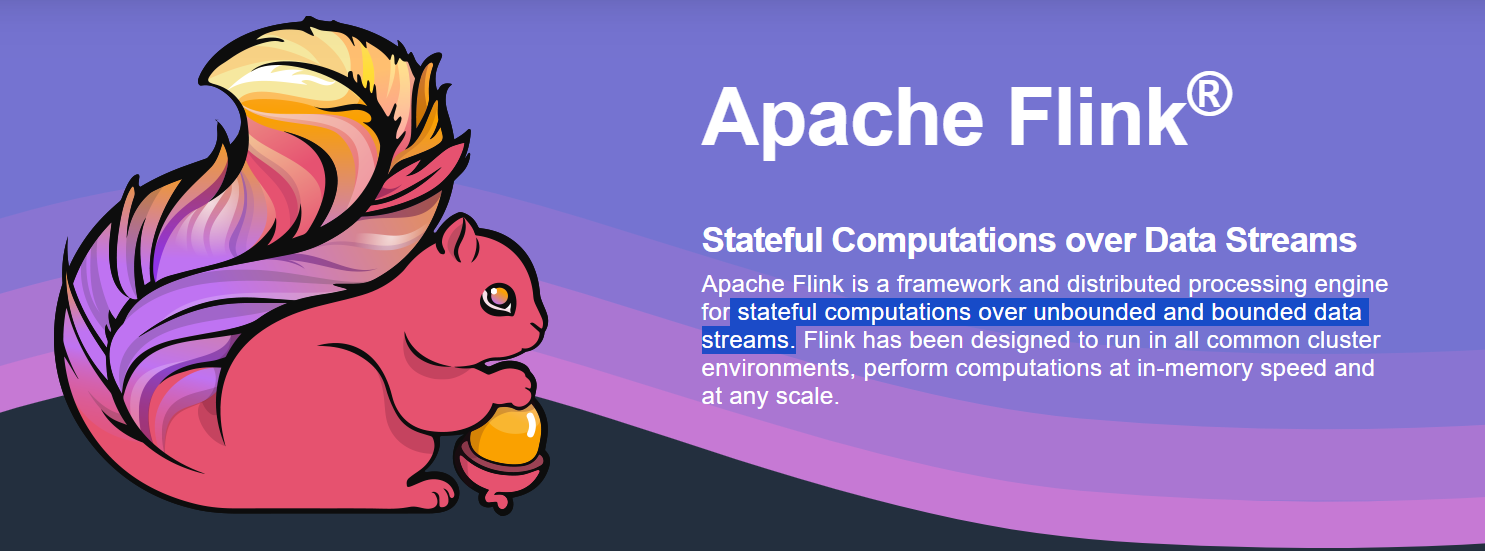 Apache Flink®
Stateful Computations over Data Streams
Apache Flink is a framework and distributed processing engine
for stateful computations over unbounded and bounded data
streams. Flink has been designed to run in all common cluster
environments, perform computations at in-memory speed and
at any scale.